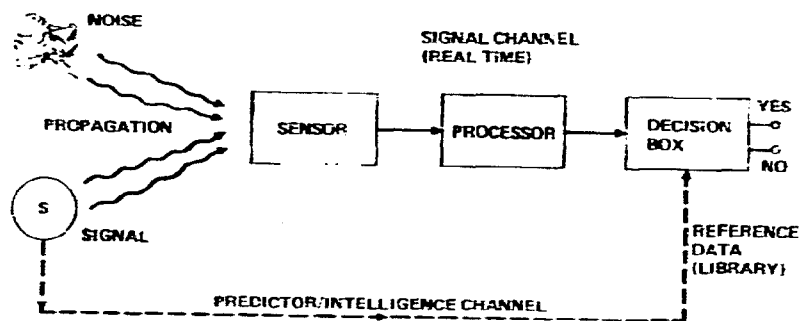 NOISE
SIGNAL CHANNEL
(REAL TIME)
PROPAGATION
SENSOR
PROCESSOR
DECISION
BOX
YES
NO
S
SIGNAL
REFERENCE
DATA
(LIBRARY)
PREDICTOR/INTELLIGENCE CHANNEL